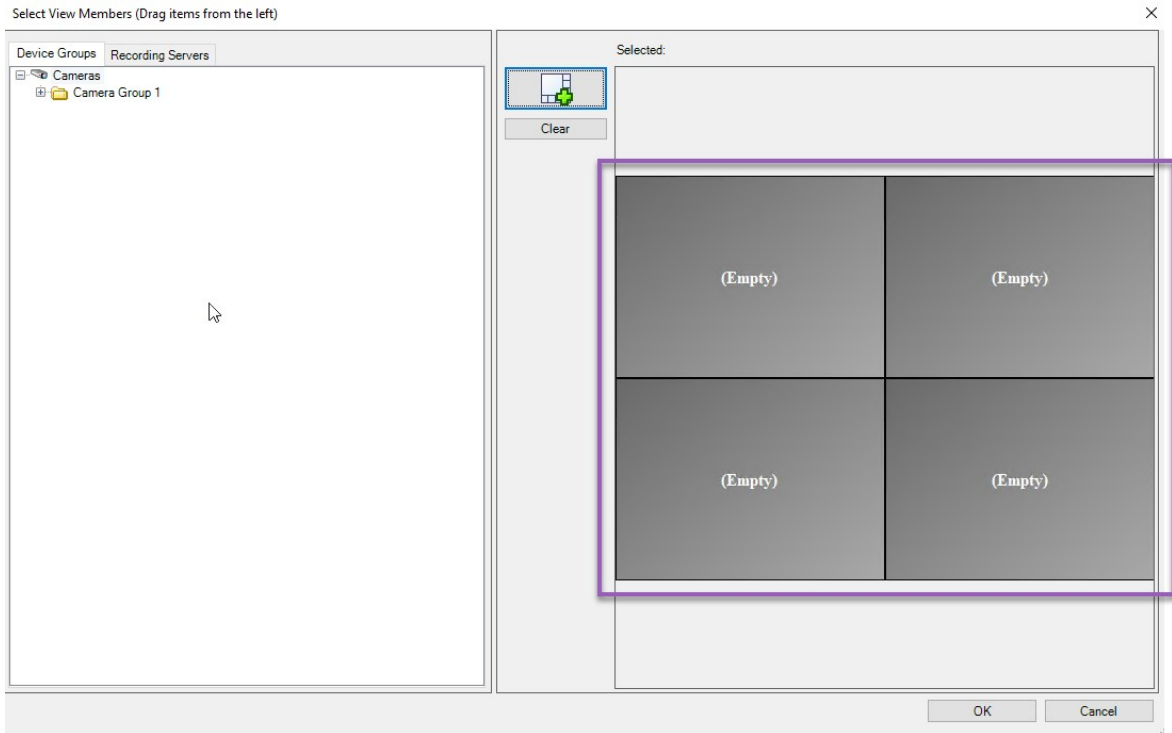 Select View Members (Drag items from the left)
Device Groups
Recording Servers
Selected:
Cameras
Camera Group 1
Clear
(Empty)
(Empty)
(Empty)
(Empty)
OK
Cancel